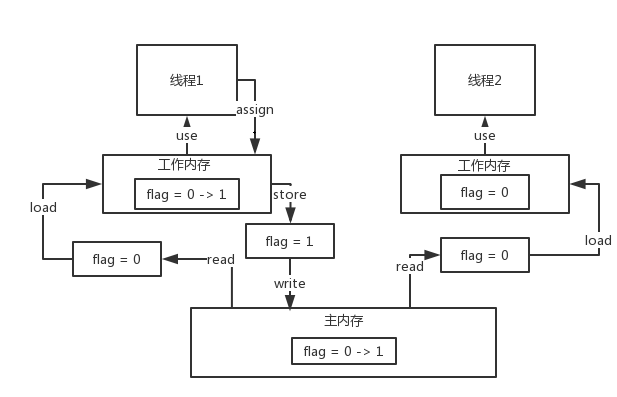 线程1
线程2
assign
use
use
工作内存
flag = 0 -> 1
工作内存
flag = 0
load
store
flag = 1
load
flag = 0
read
read
flag = 0
write
主内存
flag = 0 -> 1